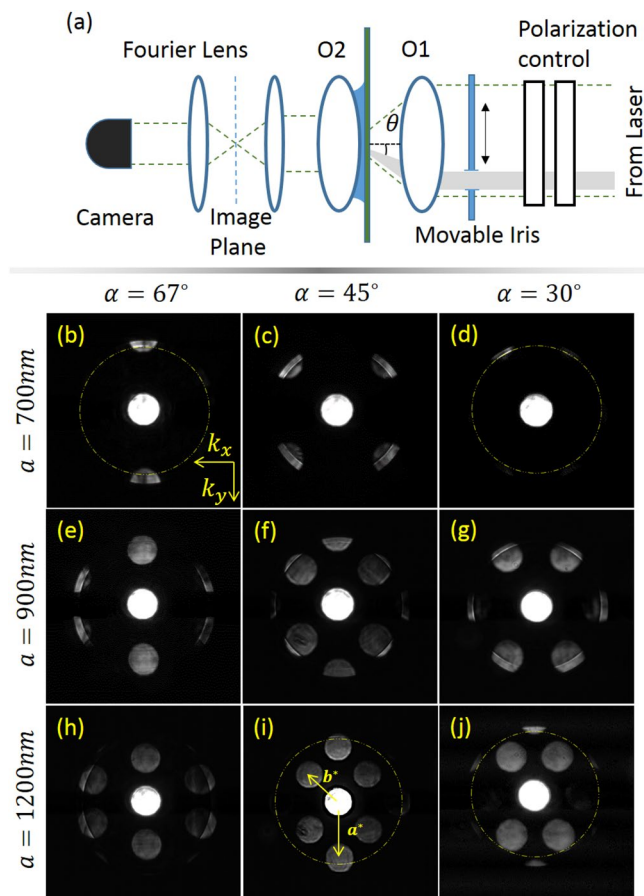 (a)
Fourier Lens
O2
O1
Polarization
control
θ
From Laser
Camera
Image
Plane
Movable Iris
α = 67°
α = 45°
α = 30°
a = 700nm
(b)
(c)
(d)
k_x
k_y
a = 900nm
(e)
(f)
(g)
a = 1200nm
(h)
(i)
(j)
b*
a*